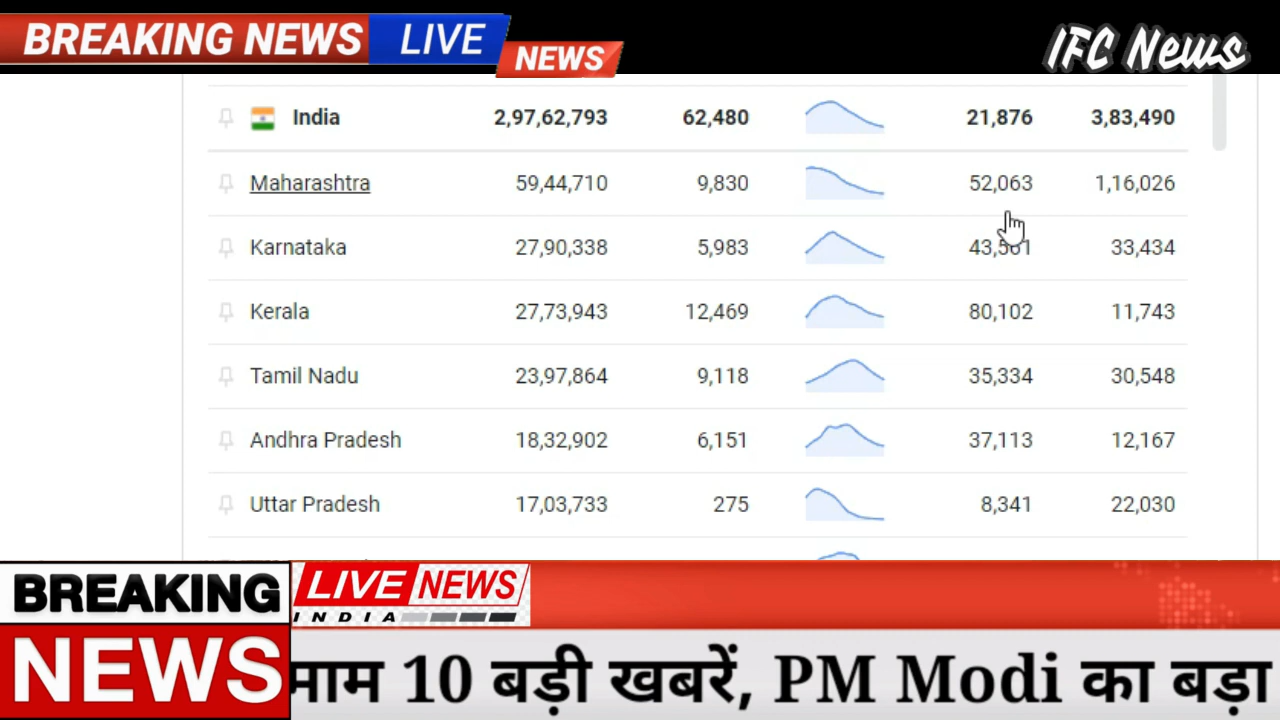 BREAKING NEWS LIVE NEWS
IFC News
India 2,97,62,793 62,480 21,876 3,83,490
Maharashtra 59,44,710 9,830 52,063 1,16,026
Karnataka 27,90,338 5,983 33,434
Kerala 27,73,943 12,469 80,102 11,743
Tamil Nadu 23,97,864 9,118 35,334 30,548
Andhra Pradesh 18,32,902 6,151 37,113 12,167
Uttar Pradesh 17,03,733 275 8,341 22,030
BREAKING
NEWS
LIVE NEWS
INDIA
माम 10 बड़ी खबरें, PM Modi का बड़ा